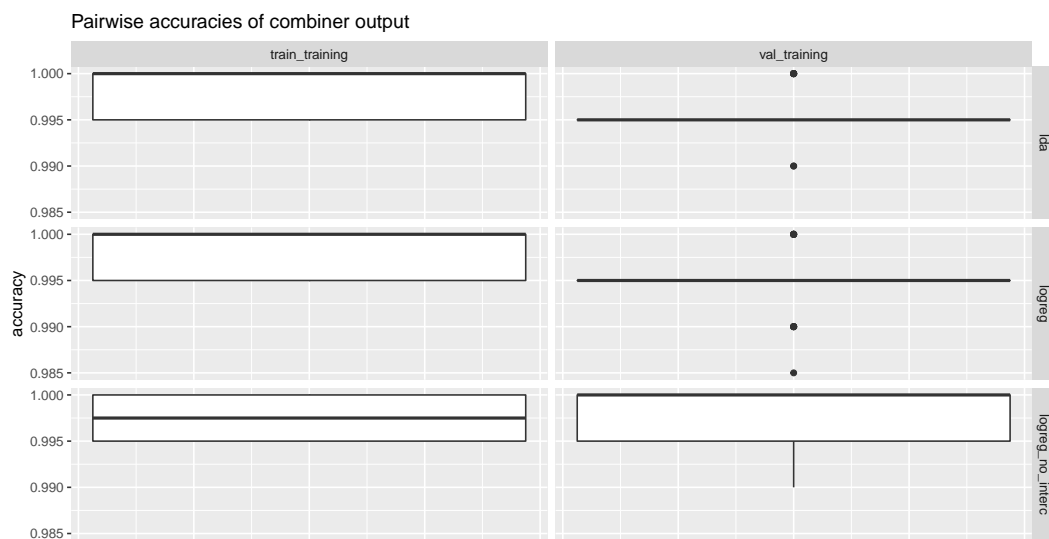 Pairwise accuracies of combiner output
train_training
val_training
1.000
0.995
0.990
0.985
lda
1.000
0.995
0.990
0.985
logreg
1.000
0.995
0.990
0.985
logreg_no_interc
accuracy